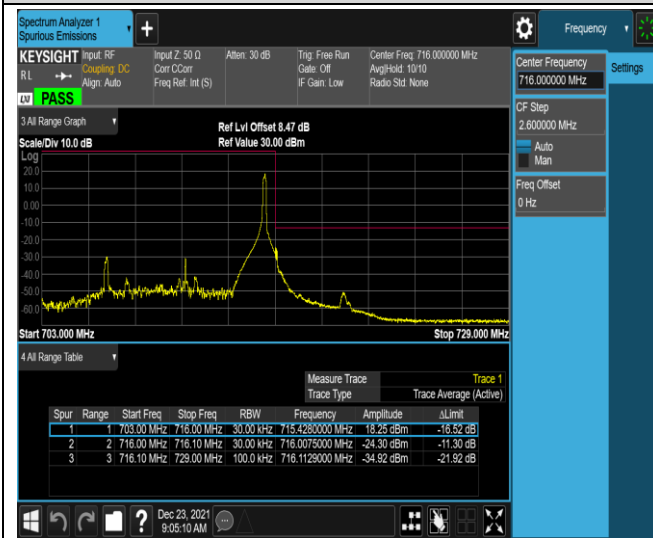 Spectrum Analyzer 1
Spurious Emissions
Frequency
KEYSIGHT Input: RF Input Z: 50 Ω Atten: 30 dB Trig: Free Run Center Freq: 716.000000 MHz
RL Coupling: DC Corr CCorr Gate: Off Avg|Hold: 10/10
Align: Auto Freq Ref: Int (S) IF Gain: Low Radio Std: None
LXI PASS
Center Frequency
716.000000 MHz
Settings
CF Step
2.600000 MHz
Auto
Man
Freq Offset
0 Hz
3 All Range Graph
Ref Lvl Offset 8.47 dB
Scale/Div 10.0 dB Ref Value 30.00 dBm
Log
20.0
10.0
0.00
-10.0
-20.0
-30.0
-40.0
-50.0
-60.0
Start 703.000 MHz Stop 729.000 MHz
4 All Range Table
Measure Trace Trace 1
Trace Type Trace Average (Active)
Spur Range Start Freq Stop Freq RBW Frequency Amplitude ΔLimit
1 1 703.00 MHz 716.00 MHz 30.00 kHz 715.4280000 MHz 18.25 dBm -16.52 dB
2 2 716.00 MHz 716.10 MHz 30.00 kHz 716.0075000 MHz -24.30 dBm -11.30 dB
3 3 716.10 MHz 729.00 MHz 100.0 kHz 716.1129000 MHz -34.92 dBm -21.92 dB
Dec 23, 2021
9:05:10 AM